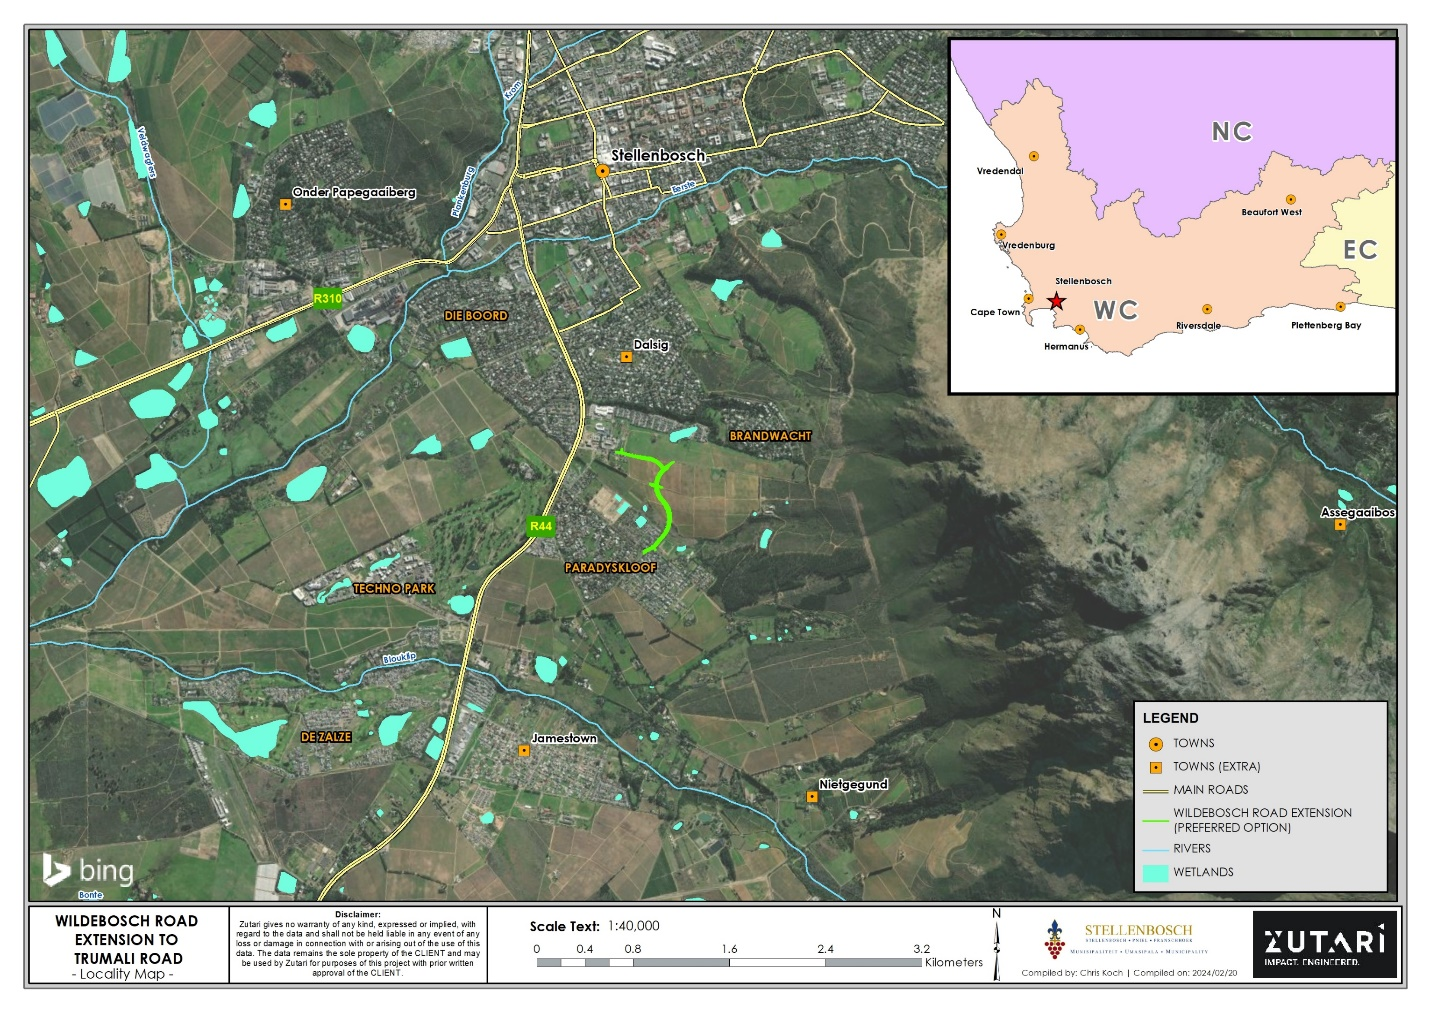 Krom
Veldwagters
Stellenbosch
Plankenburg
Eerste
Onder Papegaaiberg
R310
DIE BOORD
Dalsig
BRANDWACHT
R44
PARADYSKLOOF
TECHNO PARK
Blouklip
DE ZALZE
Jamestown
Nietgegund
Assegaaibos
bing
Bonte
NC
Vredendal
Beaufort West
Vredenburg
EC
Stellenbosch
Cape Town
WC
Riversdale
Plettenberg Bay
Hermanus
LEGEND
TOWNS
TOWNS (EXTRA)
MAIN ROADS
WILDEBOSCH ROAD EXTENSION
(PREFERRED OPTION)
RIVERS
WETLANDS
WILDEBOSCH ROAD
EXTENSION TO
TRUMALI ROAD
- Locality Map -
Disclaimer:
Zutari gives no warranty of any kind, expressed or implied, with
regard to the data and shall not be held liable in any event of any
loss or damage in connection with or arising out of the use of this
data. The data remains the sole property of the CLIENT and may
be used by Zutari for purposes of this project with prior written
approval of the CLIENT.
Scale Text: 1:40,000
0 0.4 0.8 1.6 2.4 3.2
Kilometers
N
STELLENBOSCH
STELLENBOSCH • PNIEL • FRANSCHHOEK
MUNISIPALITEIT • UMASIPALA • MUNICIPALITY
Compiled by: Chris Koch | Compiled on: 2024/02/20
ZUTARI
IMPACT. ENGINEERED.